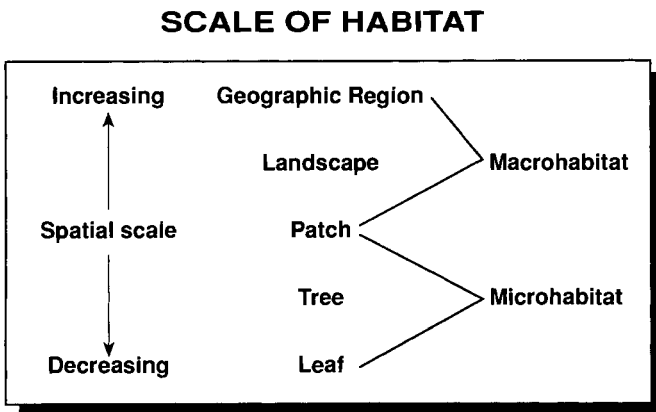 SCALE OF HABITAT
Increasing
Geographic Region
Landscape
Macrohabitat
Spatial scale
Patch
Tree
Microhabitat
Decreasing
Leaf